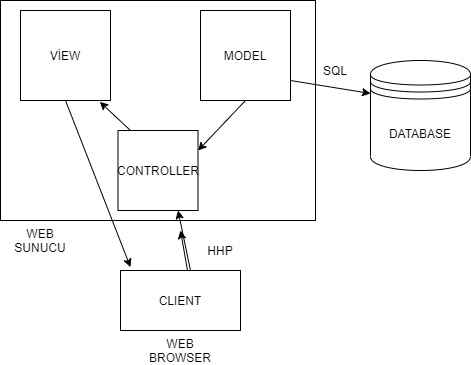 VİEW
MODEL
SQL
DATABASE
CONTROLLER
WEB
SUNUCU
HHP
CLIENT
WEB
BROWSER